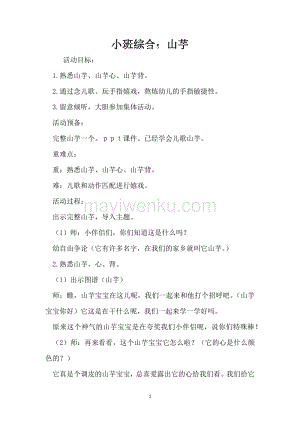 小班綜合：山芋
活动目标：
1.熟悉山芋、山芋心、山芋背。
2.通过念儿歌、玩手指嬉戏，熬炼幼儿的手指敏捷性。
3.留意倾听，大胆参加集体活动。
活动预备：
完整山芋一个。ｐｐｔ课件。已经学会儿歌山芋。
重难点：
重：熟悉山芋、山芋心、山芋背。
难：儿歌和动作匹配进行嬉戏。
活动过程：
出示完整山芋，导入主题。
（1）师：小伴侣们，你们知道这是什么吗？
幼自由争论（它有许多名字，在我们的家乡就叫它山芋）。
2.熟悉山芋、心、背。
（1）出示图谱（山芋）
师：瞧，山芋宝宝在这儿呢，我们一起来和他打个招呼吧。（山芋
宝宝你好）它这是在干什么呢，我们一起来学一学好吗。
原来这个神气的山芋宝宝是在夸奖我们小伴侣呢，说你们特殊棒！
（2）师：再来看看，这个山芋宝宝它怎么啦？（它的心是什么颜
色的？）
它真是个调皮的山芋宝宝，总喜爱露出它的心给我们看。我们给它
mayiwenku.com
1